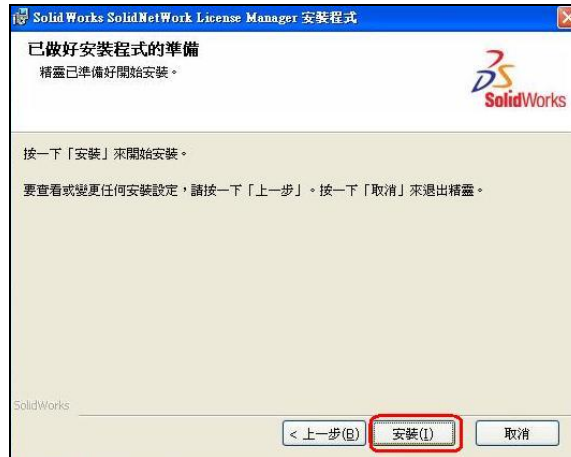 SolidWorks SolidNetWork License Manager 安裝程式
已做好安裝程式的準備
精靈已準備好開始安裝。
SolidWorks
按一下「安裝」來開始安裝。
要查看或變更任何安裝設定，請按一下「上一步」。按一下「取消」來退出精靈。
SolidWorks
< 上一步(B)
安裝(I)
取消